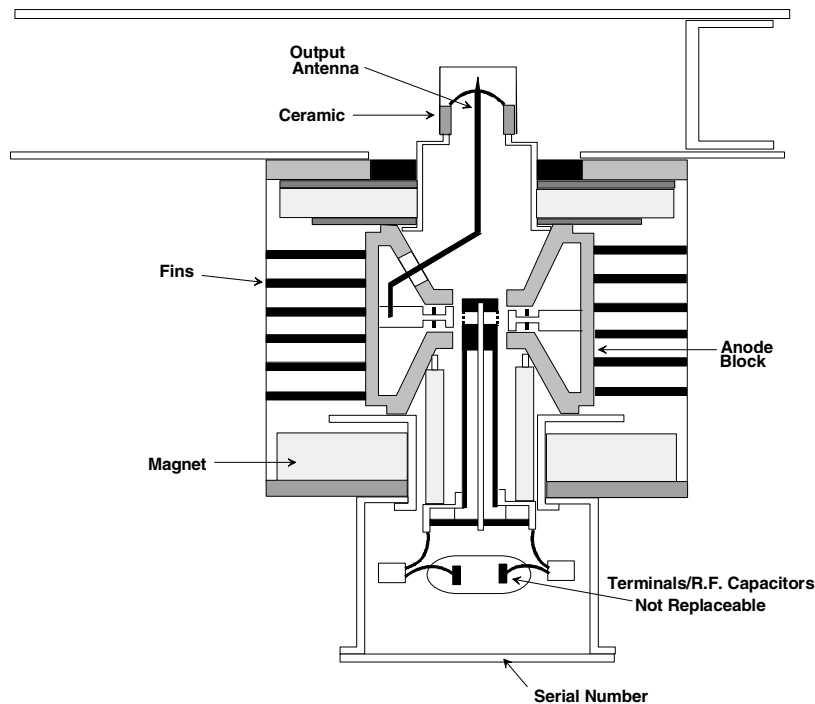 Output
Antenna
Ceramic
Fins
Anode
Block
Magnet
Terminals/R.F. Capacitors
Not Replaceable
Serial Number